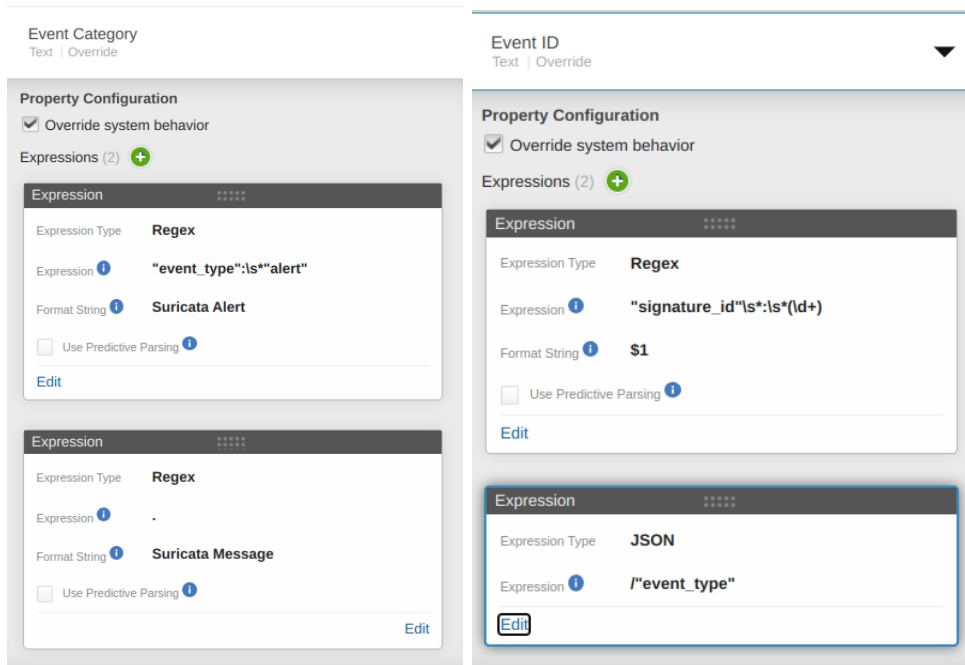 Event Category
Text | Override
Property Configuration
Override system behavior
Expressions (2)
Expression
Expression Type Regex
Expression "event_type":\s*"alert"
Format String Suricata Alert
Use Predictive Parsing
Edit
Expression
Expression Type Regex
Expression .
Format String Suricata Message
Use Predictive Parsing
Edit
Event ID
Text | Override
Property Configuration
Override system behavior
Expressions (2)
Expression
Expression Type Regex
Expression "signature_id"\s*:\s*(\d+)
Format String $1
Use Predictive Parsing
Edit
Expression
Expression Type JSON
Expression /"event_type"
Edit